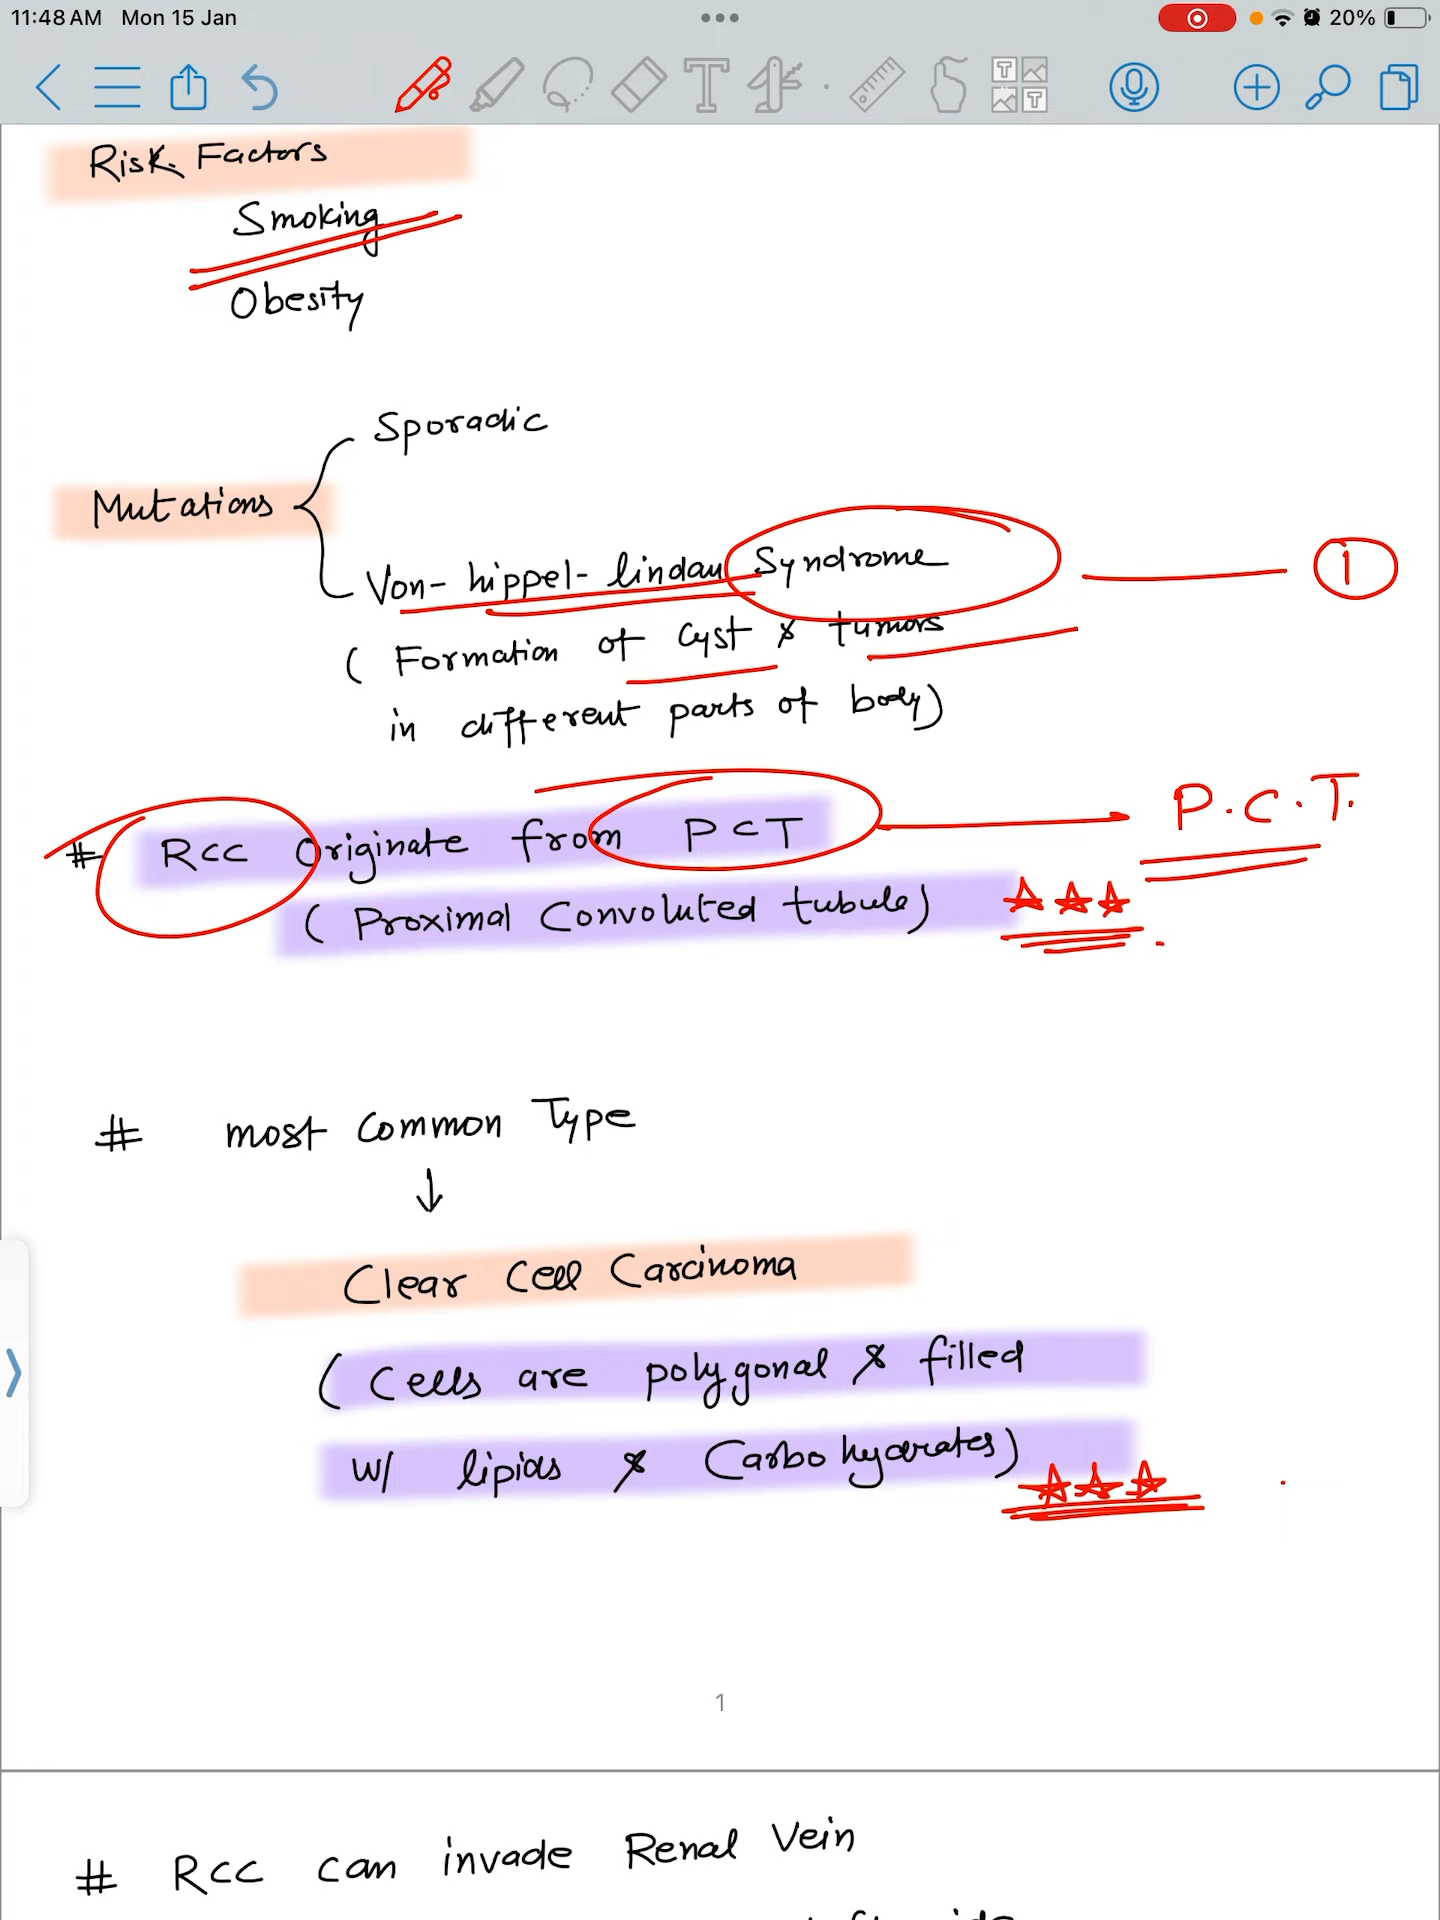 11:48 AM Mon 15 Jan
20%
Risk Factors
Smoking
Obesity
Sporadic
Mutations
Von-hippel-lindau Syndrome
1
(Formation of Cyst & tumors
in different parts of body)
# RCC Originate from PCT
P.C.T.
(Proximal Convoluted tubule)
# most Common Type
↓
Clear Cell Carcinoma
(Cells are polygonal & filled
w/ lipids & Carbohydrates)
1
# RCC can invade Renal Vein